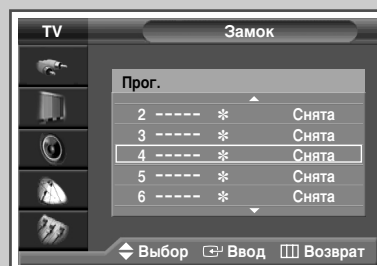 TV Замок
Прог.
2 ----- ✻ Снята
3 ----- ✻ Снята
4 ----- ✻ Снята
5 ----- ✻ Снята
6 ----- ✻ Снята
Выбор Ввод Возврат